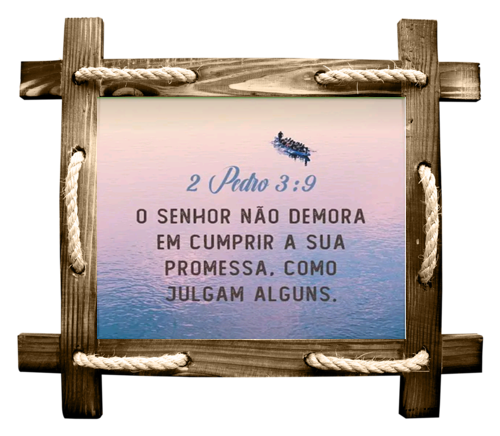 2 Pedro 3:9
O SENHOR NÃO DEMORA
EM CUMPRIR A SUA
PROMESSA, COMO
JULGAM ALGUNS.